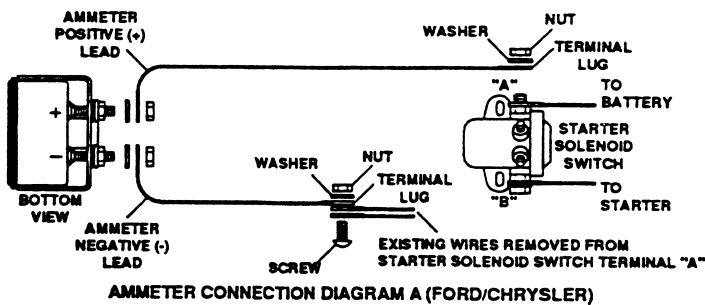 AMMETER
POSITIVE (+)
LEAD
WASHER
NUT
TERMINAL
LUG
"A"
TO
BATTERY
+
-
STARTER
SOLENOID
SWITCH
BOTTOM
VIEW
WASHER
NUT
TERMINAL
LUG
"B"
TO
STARTER
AMMETER
NEGATIVE (-)
LEAD
SCREW
EXISTING WIRES REMOVED FROM
STARTER SOLENOID SWITCH TERMINAL "A"
AMMETER CONNECTION DIAGRAM A (FORD/CHRYSLER)